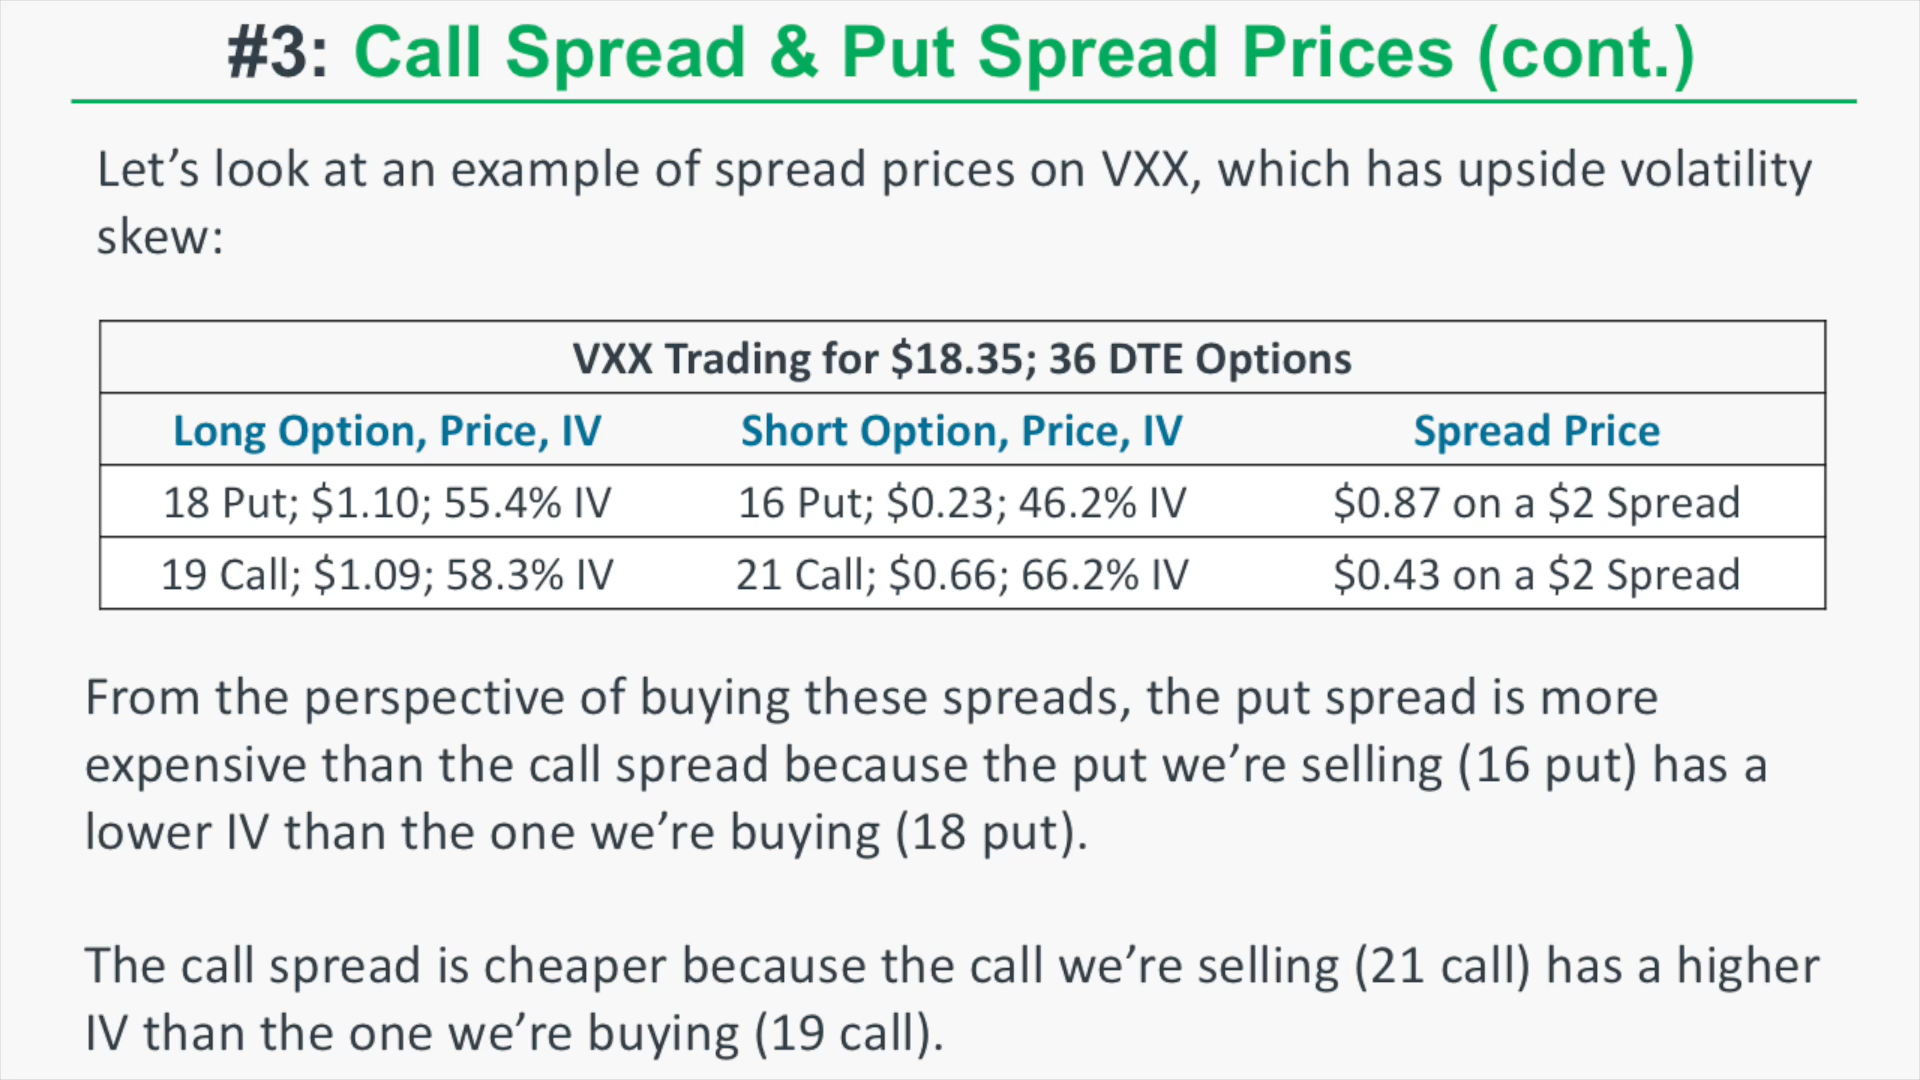 #3: Call Spread & Put Spread Prices (cont.)
Let’s look at an example of spread prices on VXX, which has upside volatility
skew:
VXX Trading for $18.35; 36 DTE Options
Long Option, Price, IV Short Option, Price, IV Spread Price
18 Put; $1.10; 55.4% IV 16 Put; $0.23; 46.2% IV $0.87 on a $2 Spread
19 Call; $1.09; 58.3% IV 21 Call; $0.66; 66.2% IV $0.43 on a $2 Spread
From the perspective of buying these spreads, the put spread is more
expensive than the call spread because the put we’re selling (16 put) has a
lower IV than the one we’re buying (18 put).
The call spread is cheaper because the call we’re selling (21 call) has a higher
IV than the one we’re buying (19 call).